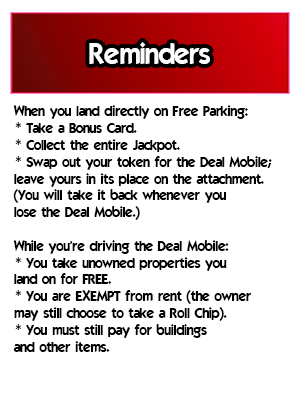 Reminders
When you land directly on Free Parking:
* Take a Bonus Card.
* Collect the entire Jackpot.
* Swap out your token for the Deal Mobile;
leave yours in its place on the attachment.
(You will take it back whenever you
lose the Deal Mobile.)
While you're driving the Deal Mobile:
* You take unowned properties you
land on for FREE.
* You are EXEMPT from rent (the owner
may still choose to take a Roll Chip).
* You must still pay for buildings
and other items.